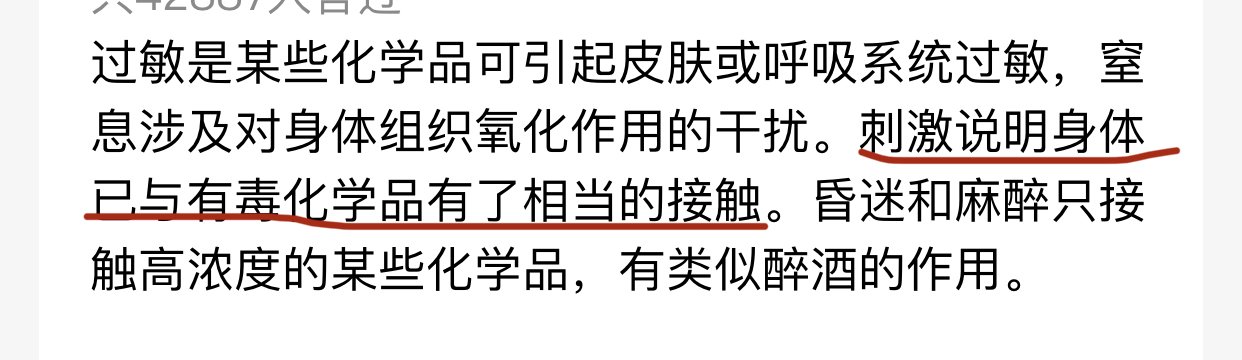 过敏是某些化学品可引起皮肤或呼吸系统过敏，窒
息涉及对身体组织氧化作用的干扰。刺激说明身体
已与有毒化学品有了相当的接触。昏迷和麻醉只接
触高浓度的某些化学品，有类似醉酒的作用。